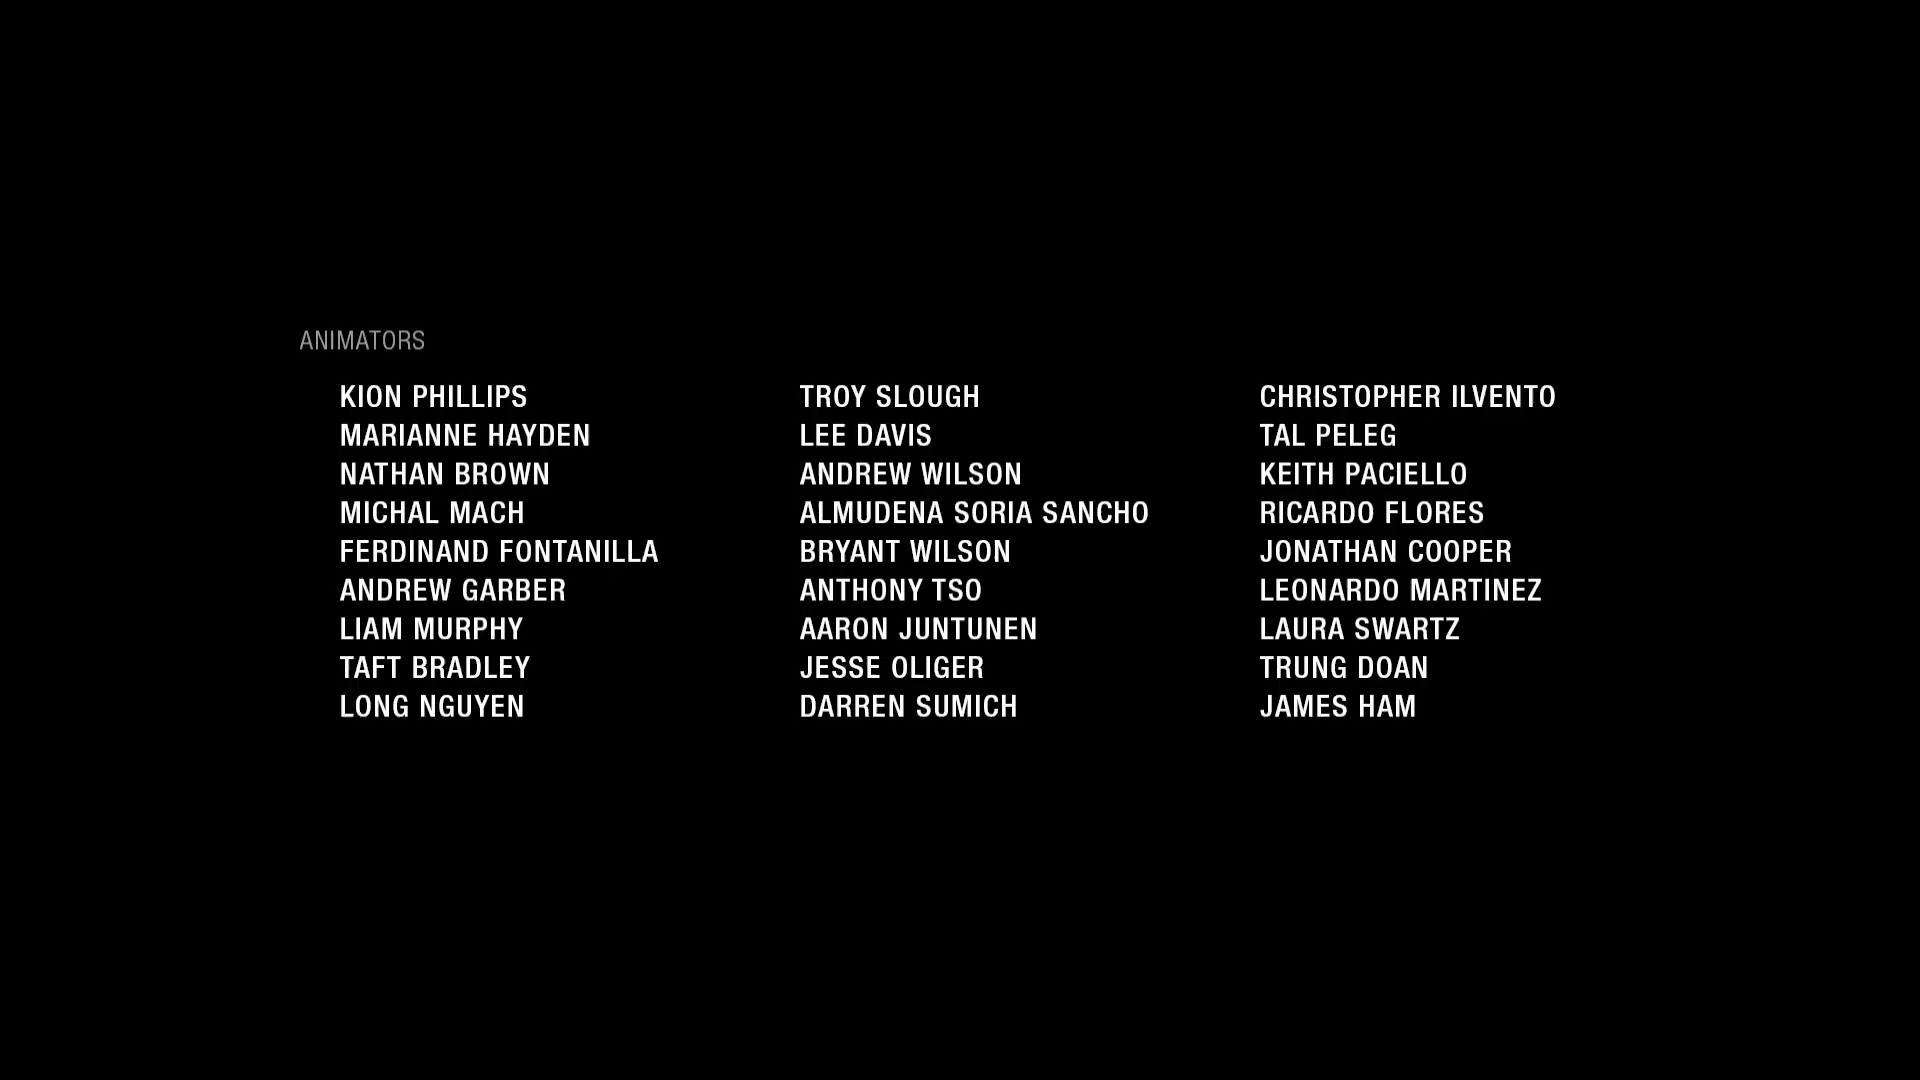 ANIMATORS
KION PHILLIPS
MARIANNE HAYDEN
NATHAN BROWN
MICHAL MACH
FERDINAND FONTANILLA
ANDREW GARBER
LIAM MURPHY
TAFT BRADLEY
LONG NGUYEN
TROY SLOUGH
LEE DAVIS
ANDREW WILSON
ALMUDENA SORIA SANCHO
BRYANT WILSON
ANTHONY TSO
AARON JUNTUNEN
JESSE OLIGER
DARREN SUMICH
CHRISTOPHER ILVENTO
TAL PELEG
KEITH PACIELLO
RICARDO FLORES
JONATHAN COOPER
LEONARDO MARTINEZ
LAURA SWARTZ
TRUNG DOAN
JAMES HAM